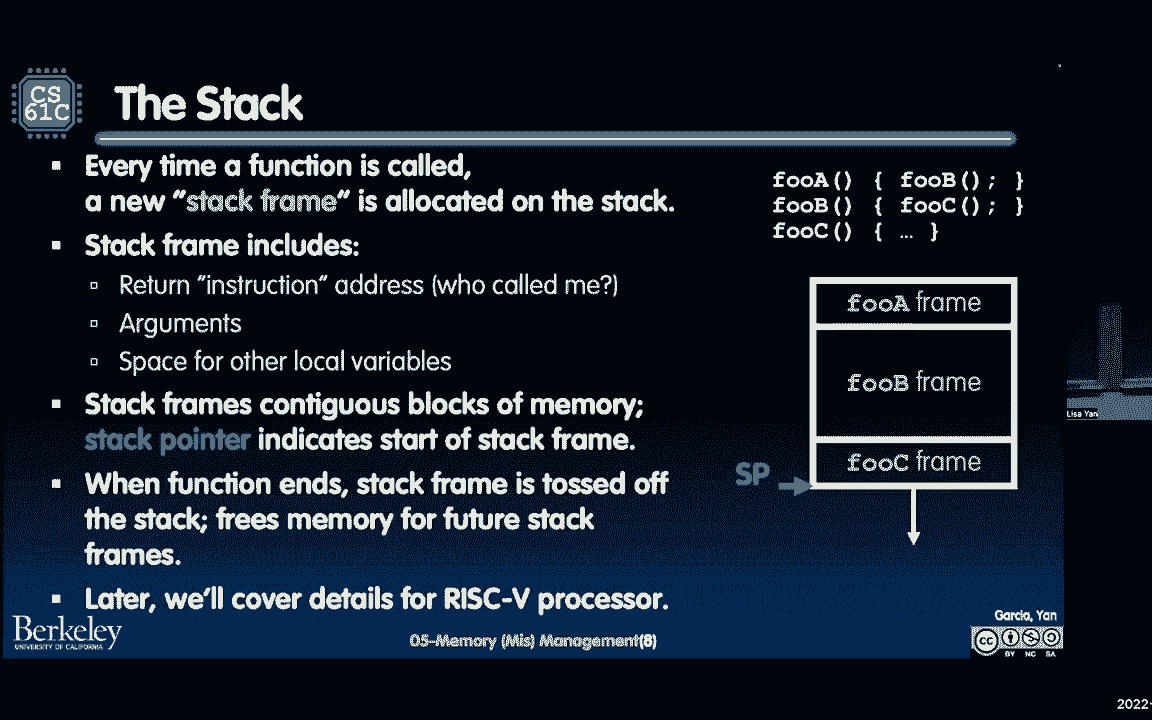 CS
61C
The Stack
▪ Every time a function is called,
a new “stack frame” is allocated on the stack.
▪ Stack frame includes:
▫ Return “instruction” address (who called me?)
▫ Arguments
▫ Space for other local variables
▪ Stack frames contiguous blocks of memory;
stack pointer indicates start of stack frame.
▪ When function ends, stack frame is tossed off
the stack; frees memory for future stack
frames.
▪ Later, we’ll cover details for RISC-V processor.
fooA() { fooB(); }
fooB() { fooC(); }
fooC() { … }
fooA frame
fooB frame
fooC frame
SP
Lisa Yan
Berkeley
UNIVERSITY OF CALIFORNIA
05-Memory (Mis) Management(8)
Garcia, Yan
cc
BY NC SA
2022-